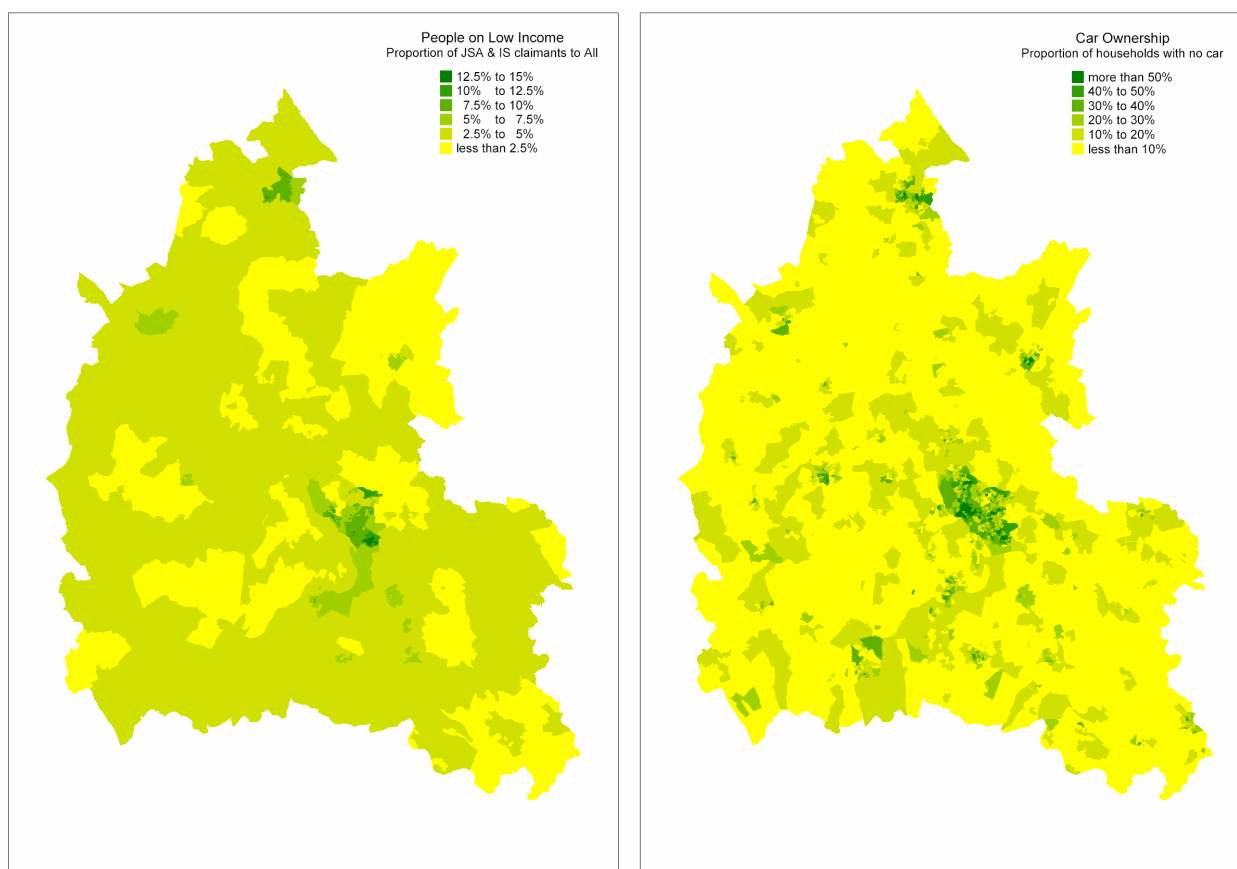 People on Low Income
Proportion of JSA & IS claimants to All
12.5% to 15%
10% to 12.5%
7.5% to 10%
5% to 7.5%
2.5% to 5%
less than 2.5%
Car Ownership
Proportion of households with no car
more than 50%
40% to 50%
30% to 40%
20% to 30%
10% to 20%
less than 10%